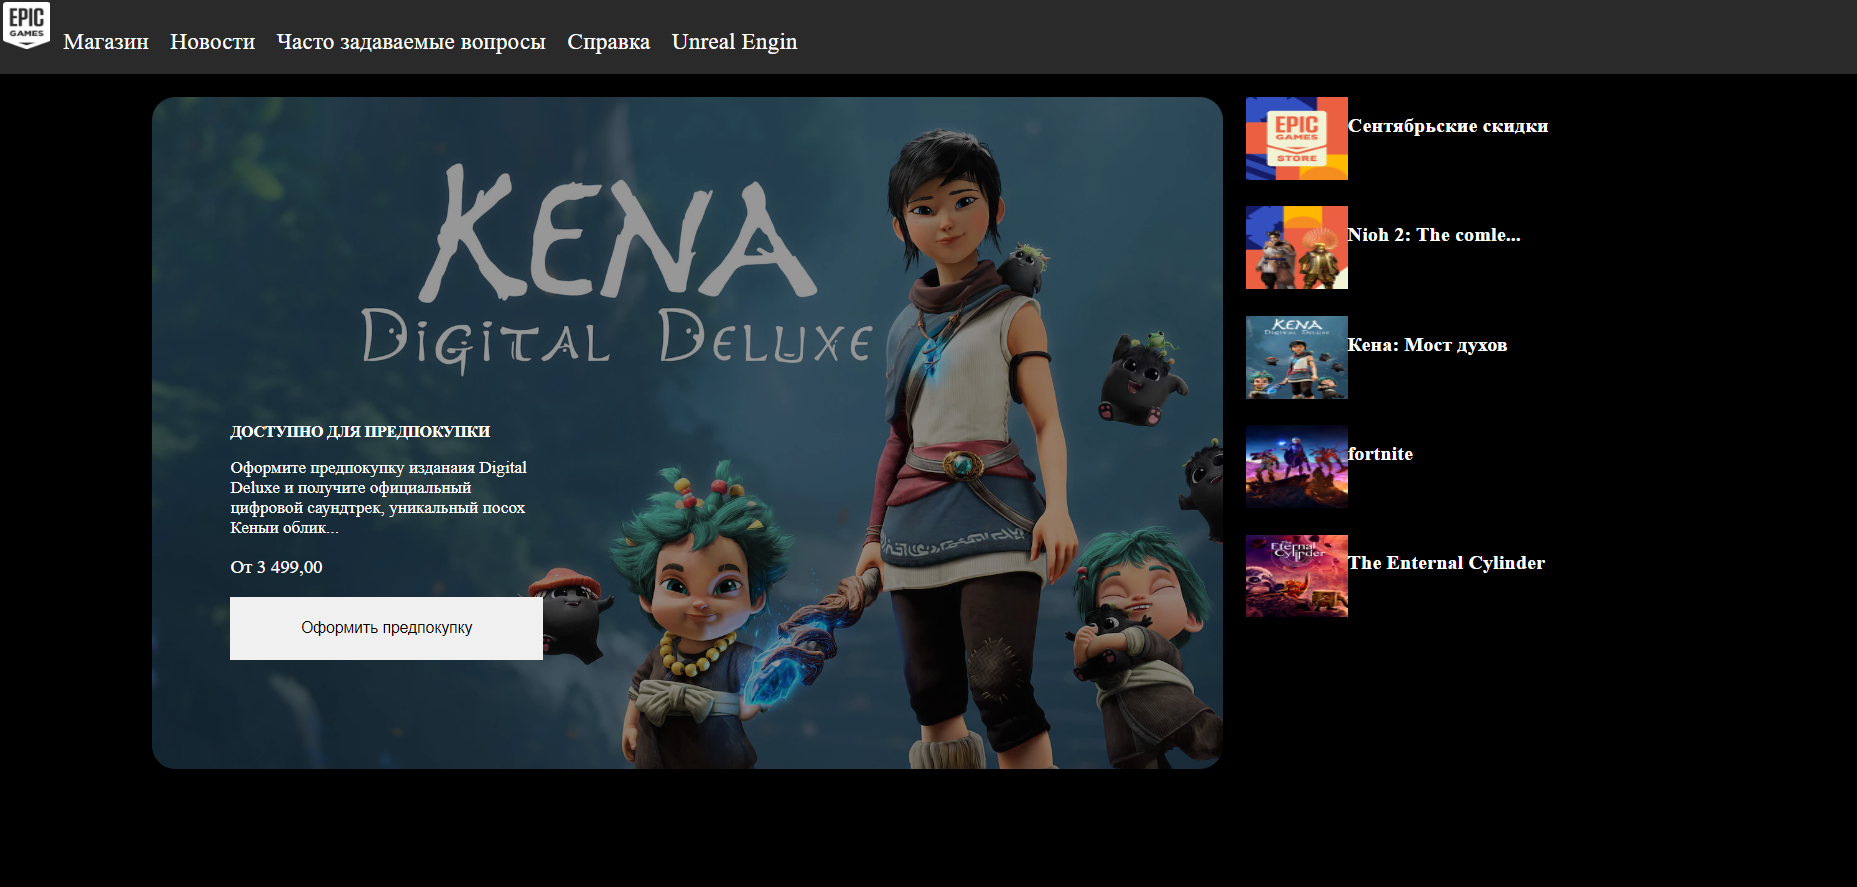 EPIC
GAMES
Магазин Новости Часто задаваемые вопросы Справка Unreal Engin
KENA
DIGITAL DELUXE
ДОСТУПНО ДЛЯ ПРЕДПОКУПКИ
Оформите предпокупку изданаия Digital
Deluxe и получите официальный
цифровой саундтрек, уникальный посох
Кеныи облик...
От 3 499,00
Оформить предпокупку
EPIC
GAMES
STORE
Сентябрьские скидки
Nioh 2: The comle...
KENA
DIGITAL DELUXE
Кена: Мост духов
fortnite
The Eternal
Cylinder
The Enternal Cylinder